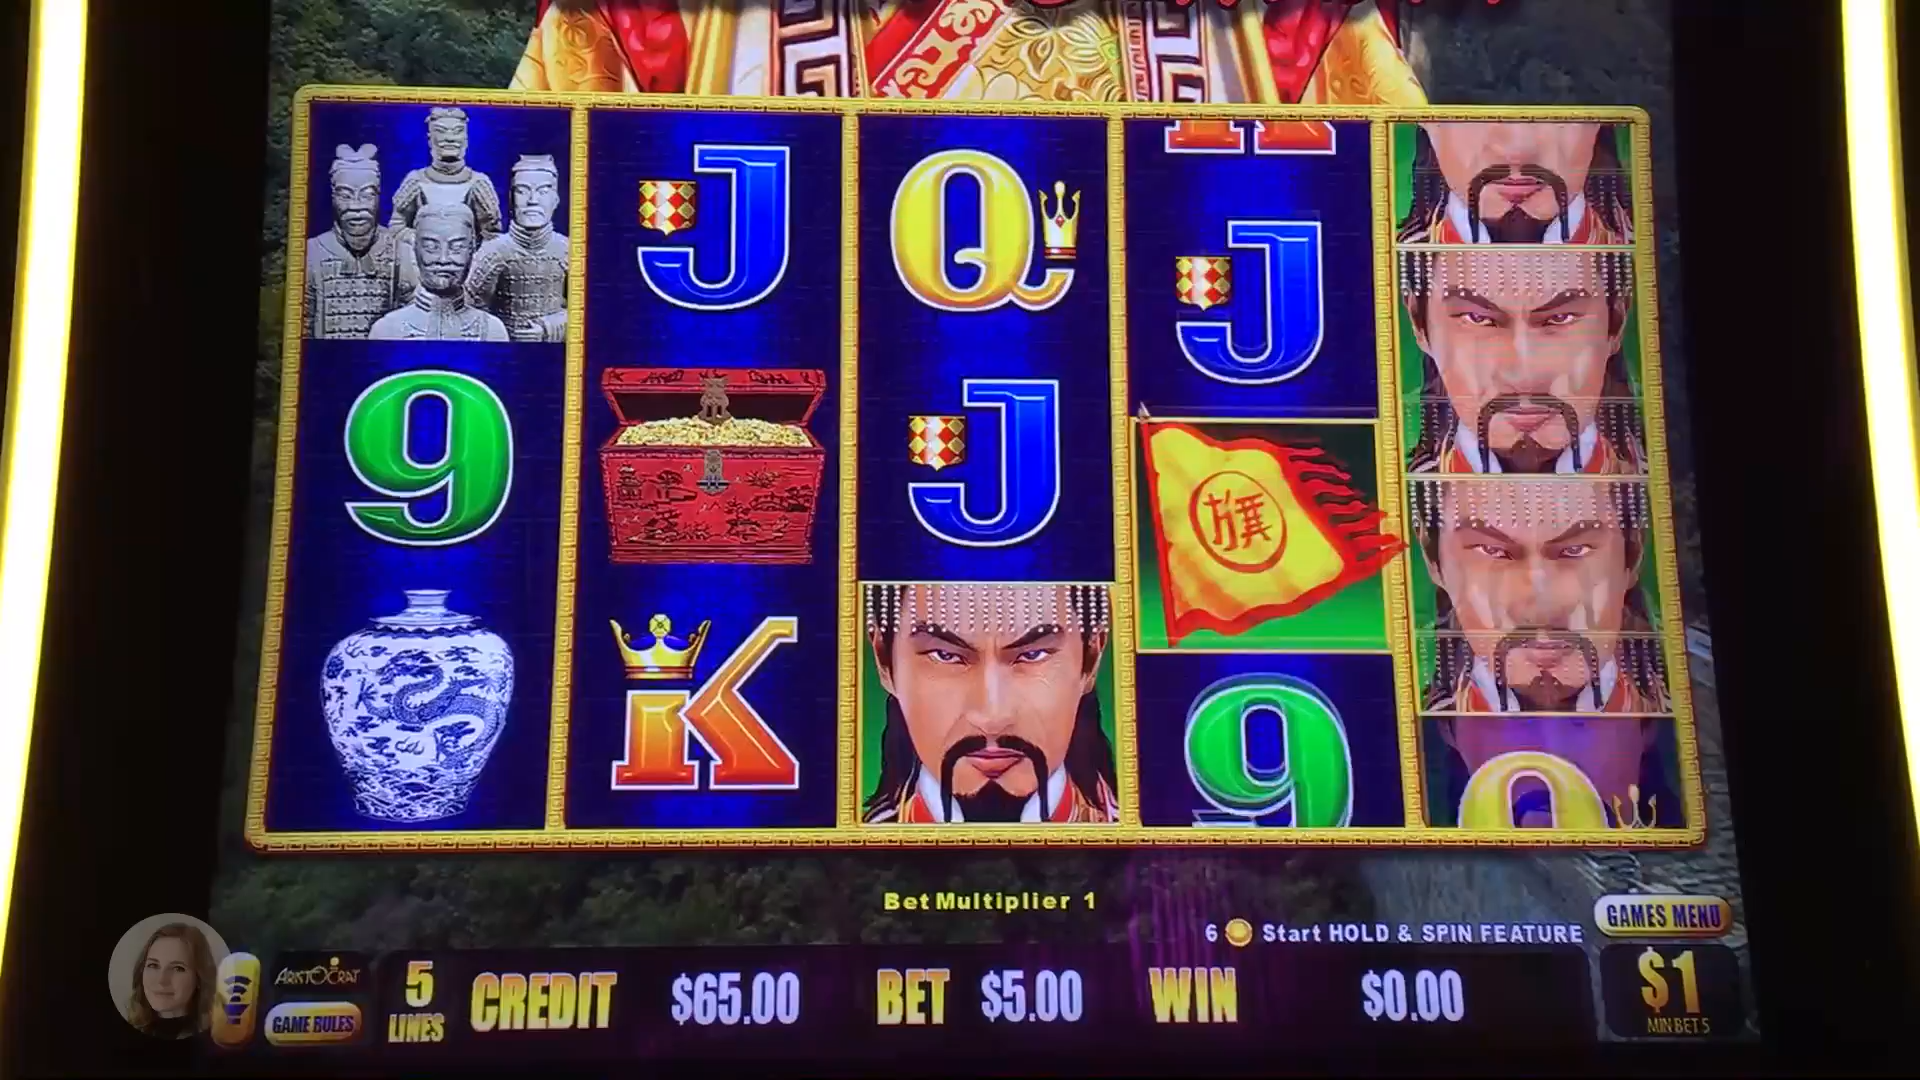 J
Q
J
9
J
旗
K
9
Q
Bet Multiplier 1
6 Start HOLD & SPIN FEATURE
GAMES MENU
ARISTOCRAT
GAME RULES
5 LINES
CREDIT $65.00
BET $5.00
WIN $0.00
$1
MIN BET 5